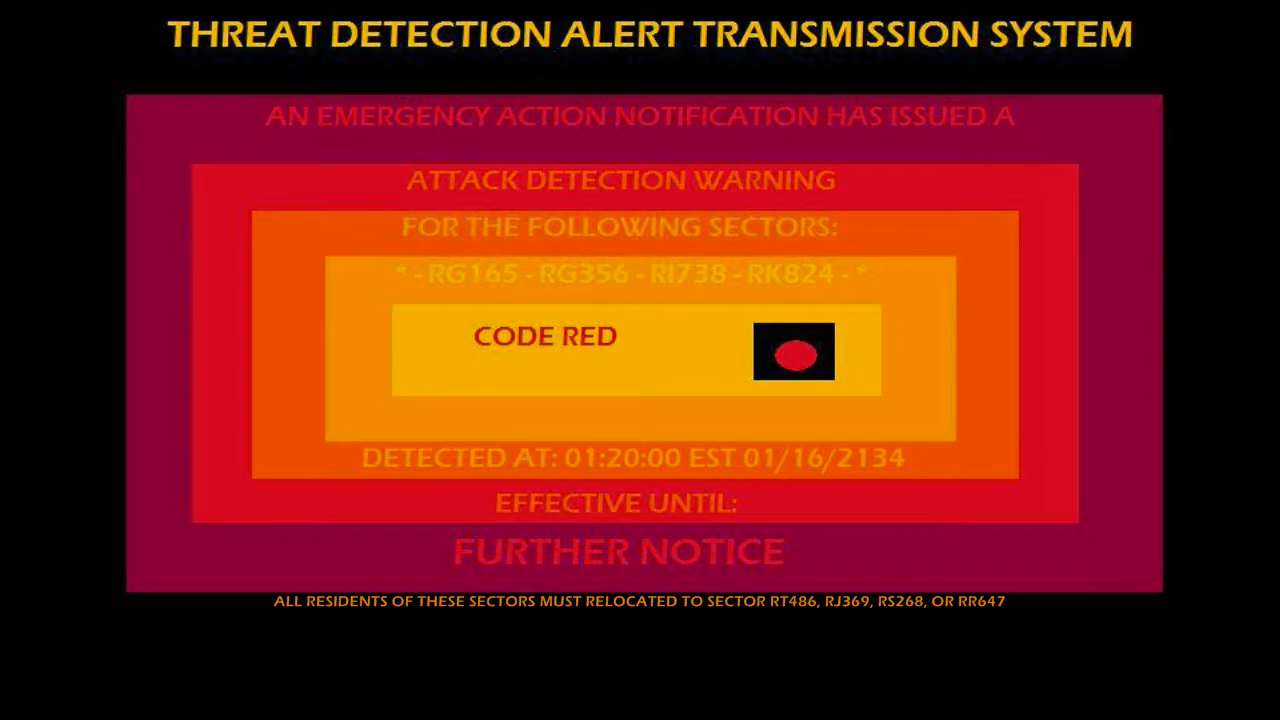 THREAT DETECTION ALERT TRANSMISSION SYSTEM
AN EMERGENCY ACTION NOTIFICATION HAS ISSUED A
ATTACK DETECTION WARNING
FOR THE FOLLOWING SECTORS:
* - RG165 - RG356 - RI738 - RK824 - *
CODE RED
DETECTED AT: 01:20:00 EST 01/16/2134
EFFECTIVE UNTIL:
FURTHER NOTICE
ALL RESIDENTS OF THESE SECTORS MUST RELOCATED TO SECTOR RT486, RJ369, RS268, OR RR647